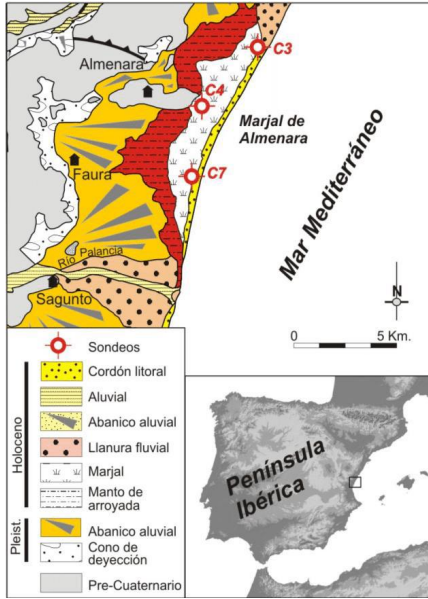 Almenara
C3
C4
Marjal de
Almenara
C7
Faura
Mar Mediterráneo
Río Palancia
Sagunto
N
0 5 Km.
Sondeos
Holoceno
Cordón litoral
Aluvial
Abanico aluvial
Llanura fluvial
Marjal
Manto de
arroyada
Pleist.
Abanico aluvial
Cono de
deyección
Pre-Cuaternario
Península
Ibérica